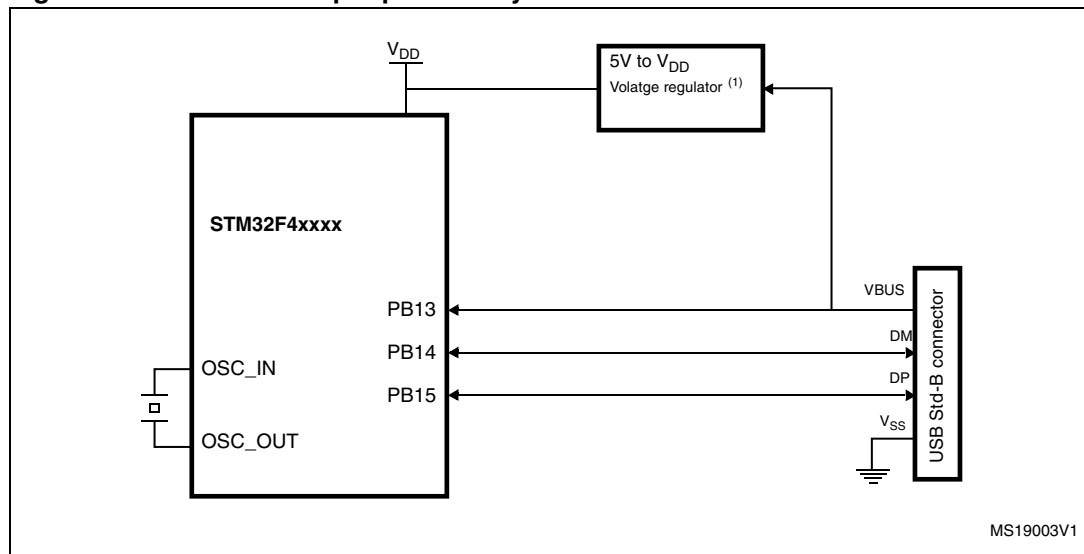 V_DD
5V to V_DD
Volatge regulator (1)
STM32F4xxxx
VBUS
PB13
DM
PB14
OSC_IN
DP
PB15
V_SS
OSC_OUT
USB Std-B connector
MS19003V1